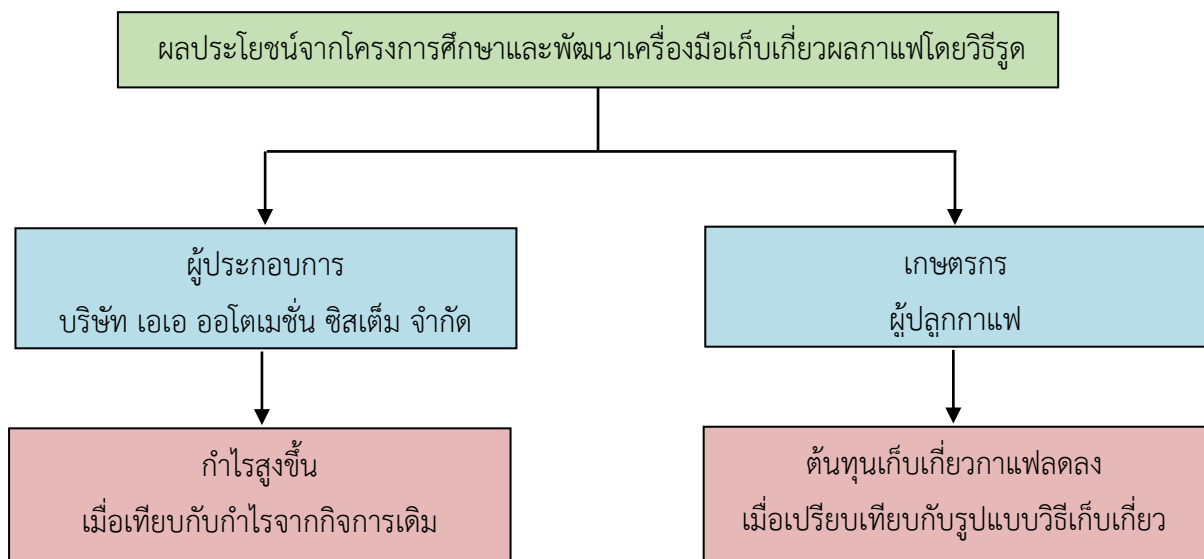 ผลประโยชน์จากโครงการศึกษาและพัฒนาเครื่องมือเก็บเกี่ยวผลกาแฟโดยวิธีรูด
ผู้ประกอบการ
บริษัท เอเอ ออโตเมชั่น ซิสเต็ม จำกัด
เกษตรกร
ผู้ปลูกกาแฟ
กำไรสูงขึ้น
เมื่อเทียบกับกำไรจากกิจการเดิม
ต้นทุนเก็บเกี่ยวกาแฟลดลง
เมื่อเปรียบเทียบกับรูปแบบวิธีเก็บเกี่ยว